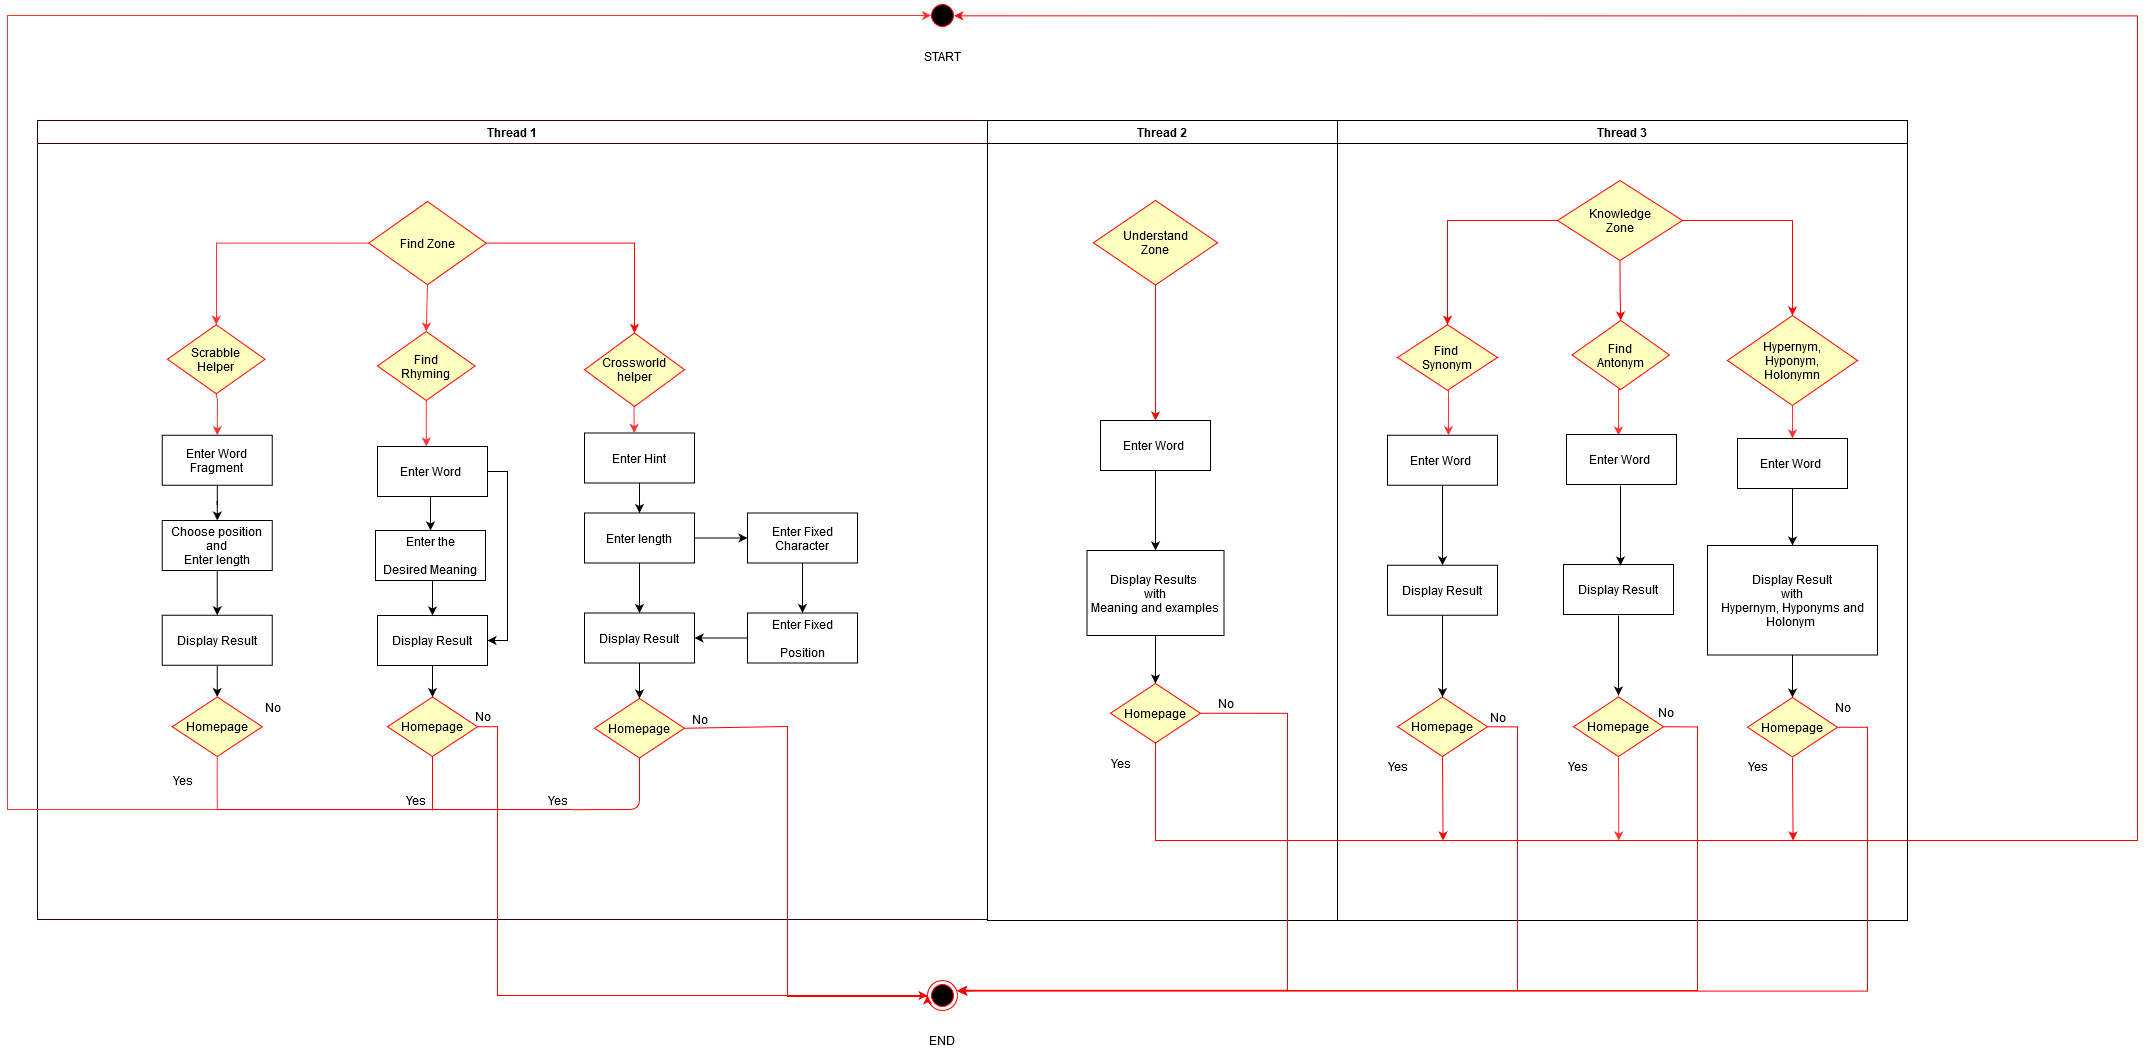 START
Thread 1
Thread 2
Thread 3
Find Zone
Scrabble
Helper
Find
Rhyming
Crossworld
helper
Enter Word
Fragment
Choose position
and
Enter length
Display Result
Homepage
No
Yes
Enter Word
Enter the
Desired Meaning
Display Result
Homepage
No
Yes
Enter Hint
Enter length
Enter Fixed
Character
Enter Fixed
Position
Display Result
Homepage
No
Yes
Understand
Zone
Enter Word
Display Results
with
Meaning and examples
Homepage
No
Yes
Knowledge
Zone
Find
Synonym
Enter Word
Display Result
Homepage
No
Yes
Find
Antonym
Enter Word
Display Result
Homepage
No
Yes
Hypernym,
Hyponym,
Holonymn
Enter Word
Display Result
with
Hypernym, Hyponyms and
Holonym
Homepage
No
Yes
END